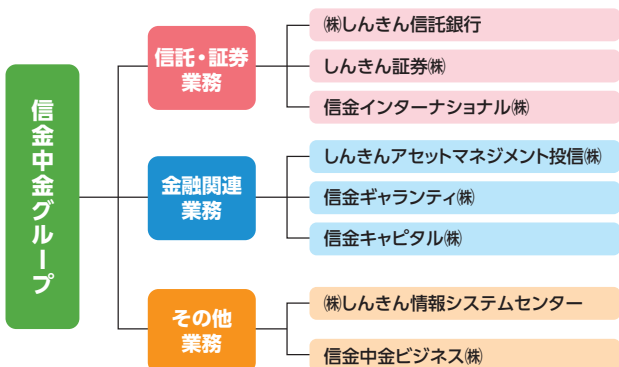 信金中金グループ
信託・証券
業務
㈱しんきん信託銀行
しんきん証券㈱
信金インターナショナル㈱
金融関連
業務
しんきんアセットマネジメント投信㈱
信金ギャランティ㈱
信金キャピタル㈱
その他
業務
㈱しんきん情報システムセンター
信金中金ビジネス㈱